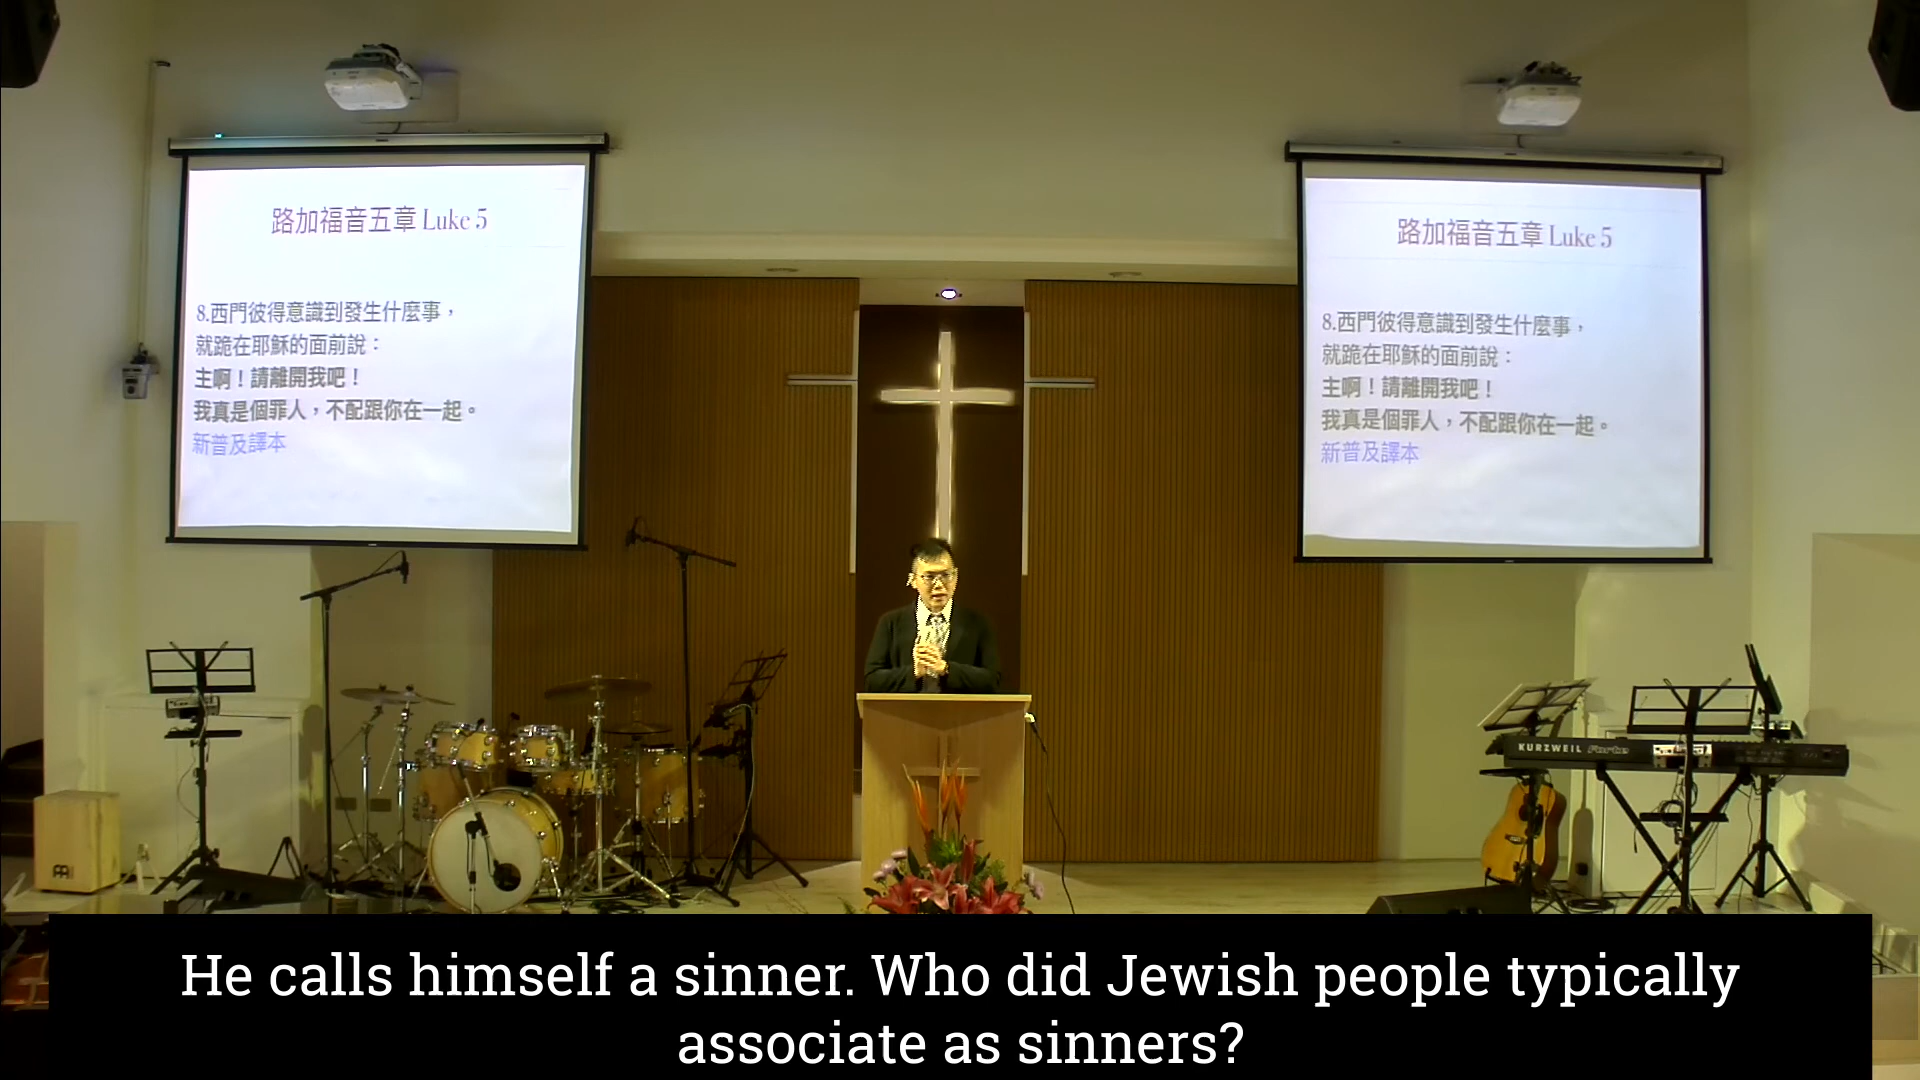 路加福音五章 Luke 5
8.西門彼得意識到發生什麼事，
就跪在耶穌的面前說：
主啊！請離開我吧！
我真是個罪人，不配跟你在一起。
新普及譯本
路加福音五章 Luke 5
8.西門彼得意識到發生什麼事，
就跪在耶穌的面前說：
主啊！請離開我吧！
我真是個罪人，不配跟你在一起。
新普及譯本
KURZWEIL Forte
He calls himself a sinner. Who did Jewish people typically
associate as sinners?